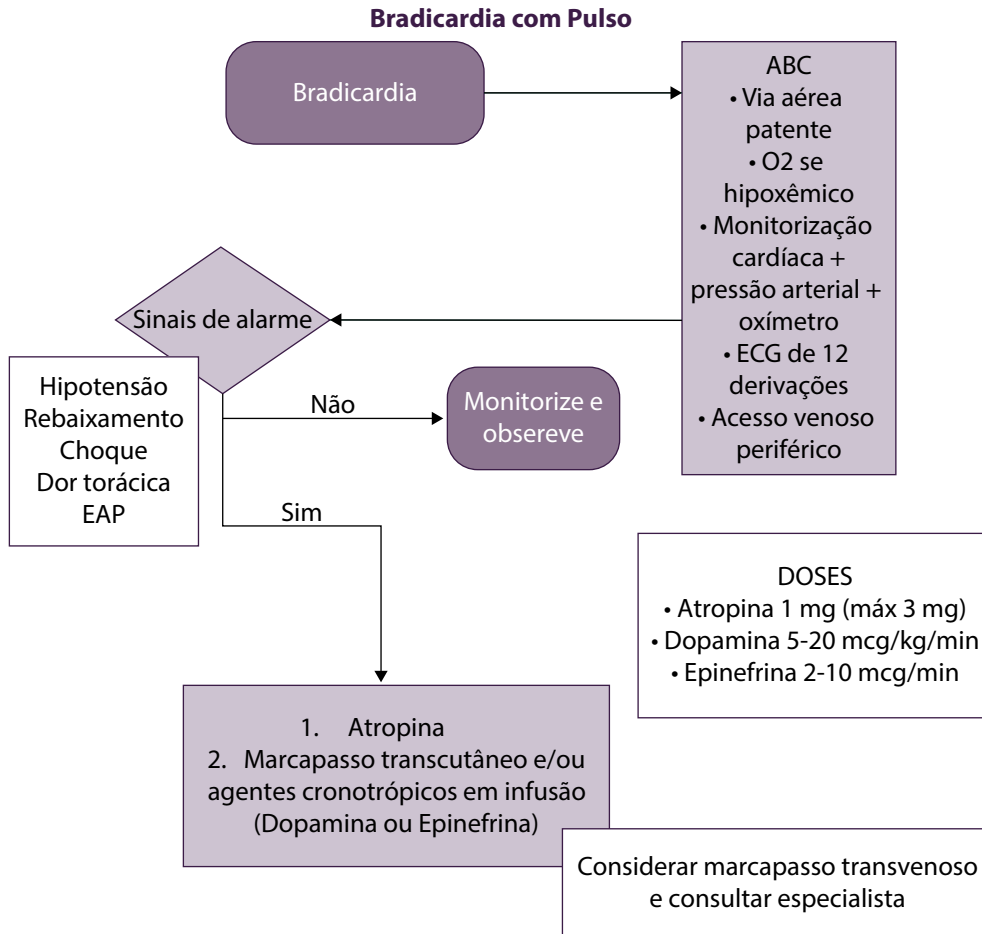 Bradicardia com Pulso
Bradicardia
ABC
• Via aérea
patente
• O2 se
hipoxêmico
• Monitorização
cardíaca +
pressão arterial +
oxímetro
• ECG de 12
derivações
• Acesso venoso
periférico
Sinais de alarme
Hipotensão
Rebaixamento
Choque
Dor torácica
EAP
Não
Monitorize e
obsereve
Sim
DOSES
• Atropina 1 mg (máx 3 mg)
• Dopamina 5-20 mcg/kg/min
• Epinefrina 2-10 mcg/min
1. Atropina
2. Marcapasso transcutâneo e/ou
agentes cronotrópicos em infusão
(Dopamina ou Epinefrina)
Considerar marcapasso transvenoso
e consultar especialista